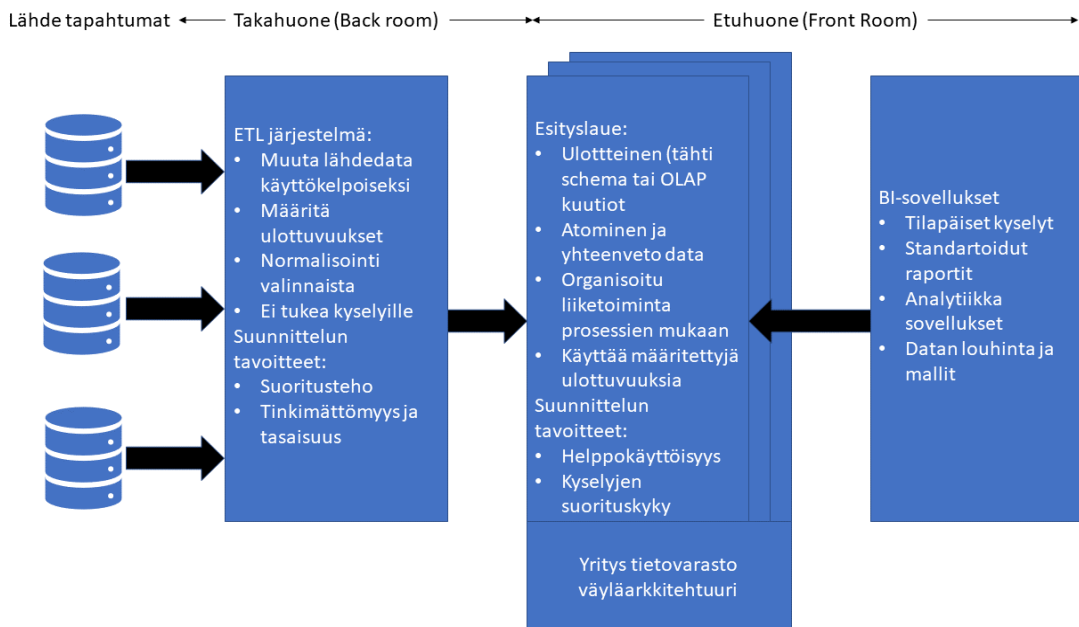 Lähde tapahtumat
Takahuone (Back room)
Etuhuone (Front Room)
ETL järjestelmä:
• Muuta lähdedata
käyttökelpoiseksi
• Määritä
ulottuvuukset
• Normalisointi
valinnaista
• Ei tukea kyselyille
Suunnittelun
tavoitteet:
• Suoritusteho
• Tinkimättömyys ja
tasaisuus
Esityslaue:
• Ulottteinen (tähti
schema tai OLAP
kuutiot
• Atominen ja
yhteenveto data
• Organisoitu
liiketoiminta
prosessien mukaan
• Käyttää määritettyjä
ulottuvuuksia
Suunnittelun
tavoitteet:
• Helppokäyttöisyys
• Kyselyjen
suorituskyky
Yritys tietovarasto
väyläarkkitehtuuri
BI-sovellukset
• Tilapäiset kyselyt
• Standartoidut
raportit
• Analytiikka
sovellukset
• Datan louhinta ja
mallit